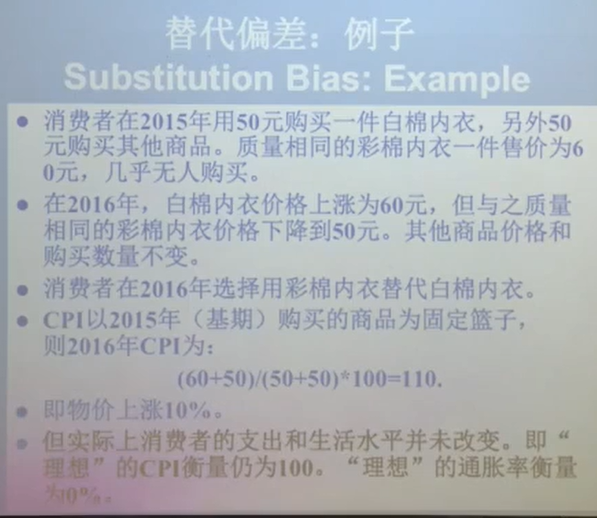 替代偏差：例子
Substitution Bias: Example
● 消费者在2015年用50元购买一件白棉内衣，另外50
元购买其他商品。质量相同的彩棉内衣一件售价为6
0元，几乎无人购买。
● 在2016年，白棉内衣价格上涨为60元，但与之质量
相同的彩棉内衣价格下降到50元。其他商品价格和
购买数量不变。
● 消费者在2016年选择用彩棉内衣替代白棉内衣。
● CPI以2015年（基期）购买的商品为固定篮子，
则2016年CPI为：
(60+50)/(50+50)*100=110.
● 即物价上涨10%。
● 但实际上消费者的支出和生活水平并未改变。即“
理想”的CPI衡量仍为100。“理想”的通胀率衡量
为0%。